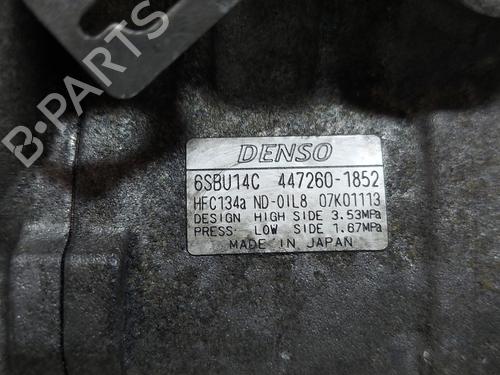 B-PARTS
DENSO
6SBU14C 447260-1852
HFC134a ND-OIL8 07K01113
DESIGN HIGH SIDE 3.53MPa
PRESS: LOW SIDE 1.67MPa
MADE IN JAPAN